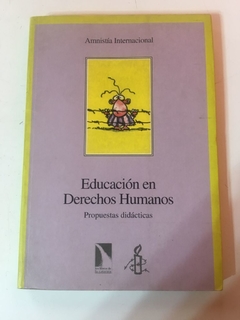 Amnistía Internacional
Educación en
Derechos Humanos
Propuestas didácticas